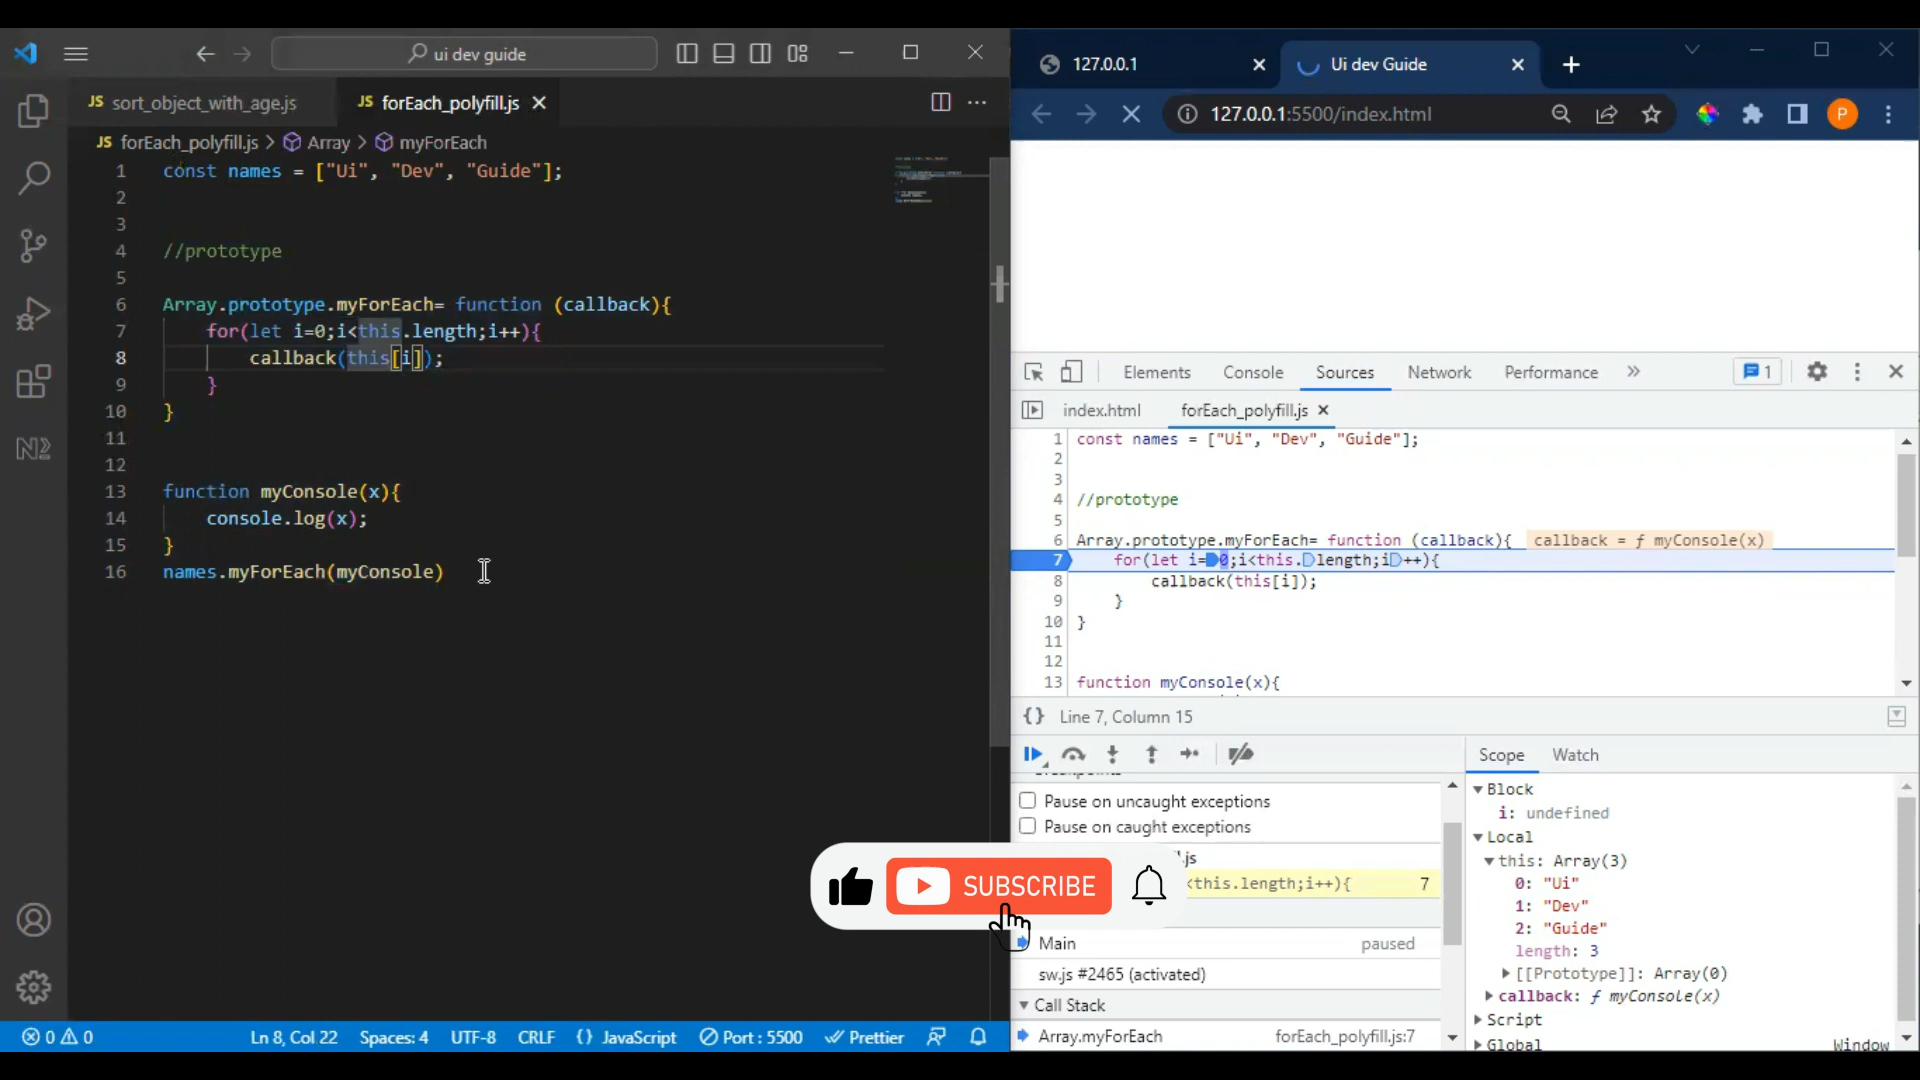 ui dev guide
JS sort_object_with_age.js
JS forEach_polyfill.js
JS forEach_polyfill.js > Array > myForEach
1 const names = ["Ui", "Dev", "Guide"];
2
3
4 //prototype
5
6 Array.prototype.myForEach= function (callback){
7 for(let i=0;i<this.length;i++){
8 callback(this[i]);
9 }
10 }
11
12
13 function myConsole(x){
14 console.log(x);
15 }
16 names.myForEach(myConsole)
0 0
Ln 8, Col 22 Spaces: 4 UTF-8 CRLF {} JavaScript Port : 5500 Prettier
127.0.0.1
Ui dev Guide
127.0.0.1:5500/index.html
P
Elements Console Sources Network Performance » 1
index.html forEach_polyfill.js
1 const names = ["Ui", "Dev", "Guide"];
2
3
4 //prototype
5
6 Array.prototype.myForEach= function (callback){ callback = ƒ myConsole(x)
7 for(let i=0;i<this.length;i++){
8 callback(this[i]);
9 }
10 }
11
12
13 function myConsole(x){
{} Line 7, Column 15
Breakpoints
Pause on uncaught exceptions
Pause on caught exceptions
.js
<this.length;i++){ 7
SUBSCRIBE
Main paused
sw.js #2465 (activated)
Call Stack
Array.myForEach forEach_polyfill.js:7
Scope Watch
Block
i: undefined
Local
this: Array(3)
0: "Ui"
1: "Dev"
2: "Guide"
length: 3
[[Prototype]]: Array(0)
callback: ƒ myConsole(x)
Script
Global Window